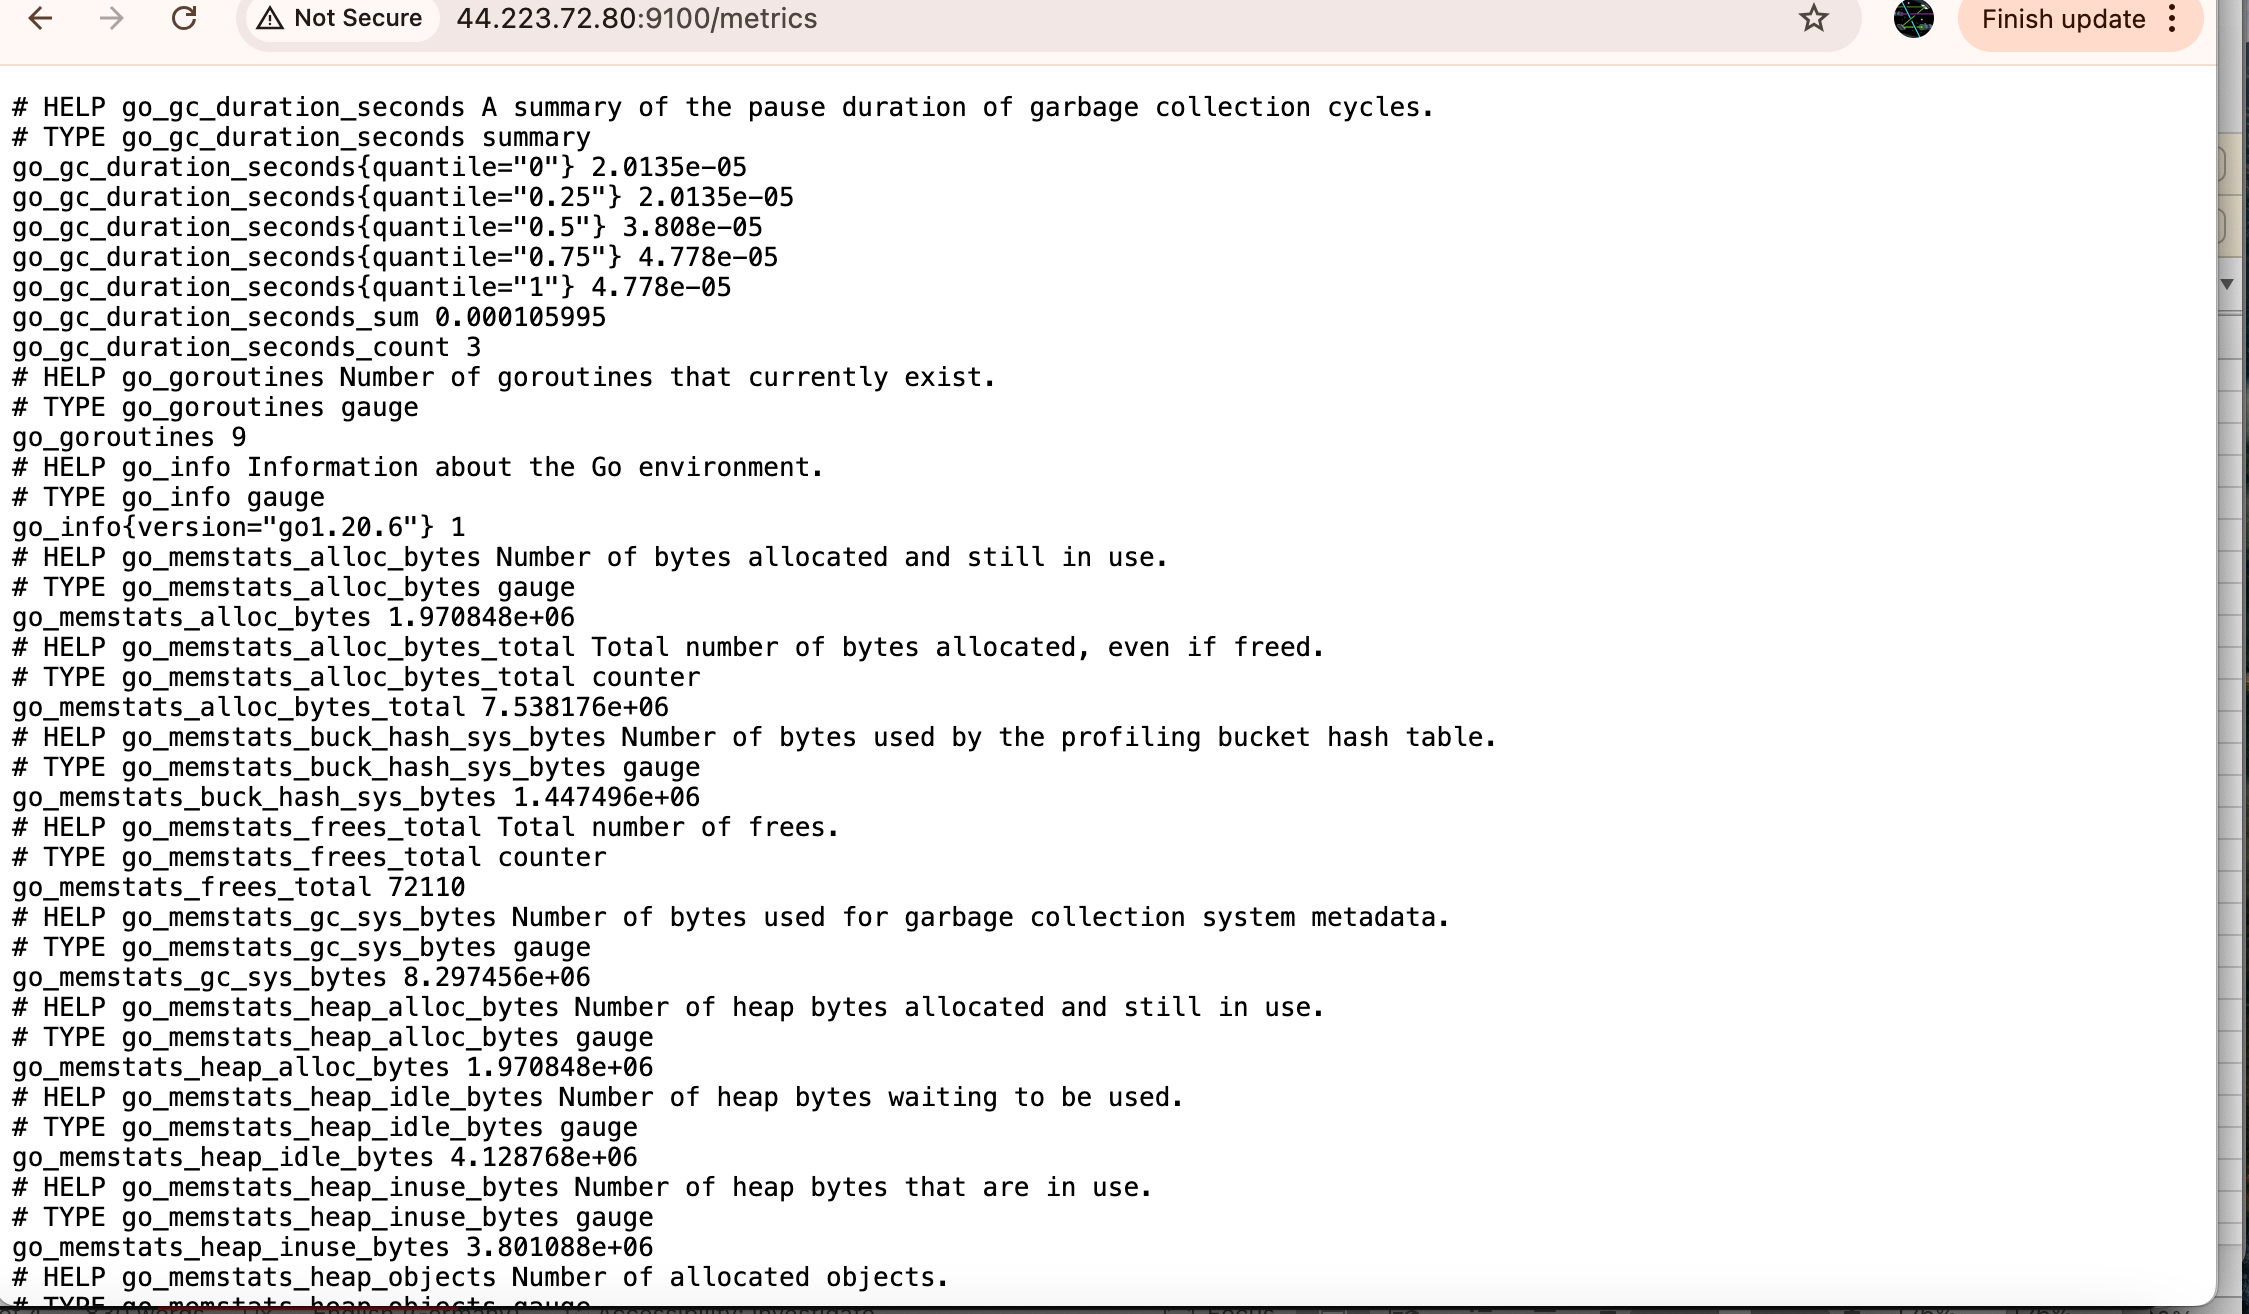 Not Secure 44.223.72.80:9100/metrics Finish update
# HELP go_gc_duration_seconds A summary of the pause duration of garbage collection cycles.
# TYPE go_gc_duration_seconds summary
go_gc_duration_seconds{quantile="0"} 2.0135e-05
go_gc_duration_seconds{quantile="0.25"} 2.0135e-05
go_gc_duration_seconds{quantile="0.5"} 3.808e-05
go_gc_duration_seconds{quantile="0.75"} 4.778e-05
go_gc_duration_seconds{quantile="1"} 4.778e-05
go_gc_duration_seconds_sum 0.000105995
go_gc_duration_seconds_count 3
# HELP go_goroutines Number of goroutines that currently exist.
# TYPE go_goroutines gauge
go_goroutines 9
# HELP go_info Information about the Go environment.
# TYPE go_info gauge
go_info{version="go1.20.6"} 1
# HELP go_memstats_alloc_bytes Number of bytes allocated and still in use.
# TYPE go_memstats_alloc_bytes gauge
go_memstats_alloc_bytes 1.970848e+06
# HELP go_memstats_alloc_bytes_total Total number of bytes allocated, even if freed.
# TYPE go_memstats_alloc_bytes_total counter
go_memstats_alloc_bytes_total 7.538176e+06
# HELP go_memstats_buck_hash_sys_bytes Number of bytes used by the profiling bucket hash table.
# TYPE go_memstats_buck_hash_sys_bytes gauge
go_memstats_buck_hash_sys_bytes 1.447496e+06
# HELP go_memstats_frees_total Total number of frees.
# TYPE go_memstats_frees_total counter
go_memstats_frees_total 72110
# HELP go_memstats_gc_sys_bytes Number of bytes used for garbage collection system metadata.
# TYPE go_memstats_gc_sys_bytes gauge
go_memstats_gc_sys_bytes 8.297456e+06
# HELP go_memstats_heap_alloc_bytes Number of heap bytes allocated and still in use.
# TYPE go_memstats_heap_alloc_bytes gauge
go_memstats_heap_alloc_bytes 1.970848e+06
# HELP go_memstats_heap_idle_bytes Number of heap bytes waiting to be used.
# TYPE go_memstats_heap_idle_bytes gauge
go_memstats_heap_idle_bytes 4.128768e+06
# HELP go_memstats_heap_inuse_bytes Number of heap bytes that are in use.
# TYPE go_memstats_heap_inuse_bytes gauge
go_memstats_heap_inuse_bytes 3.801088e+06
# HELP go_memstats_heap_objects Number of allocated objects.
# TYPE go_memstats_heap_objects gauge